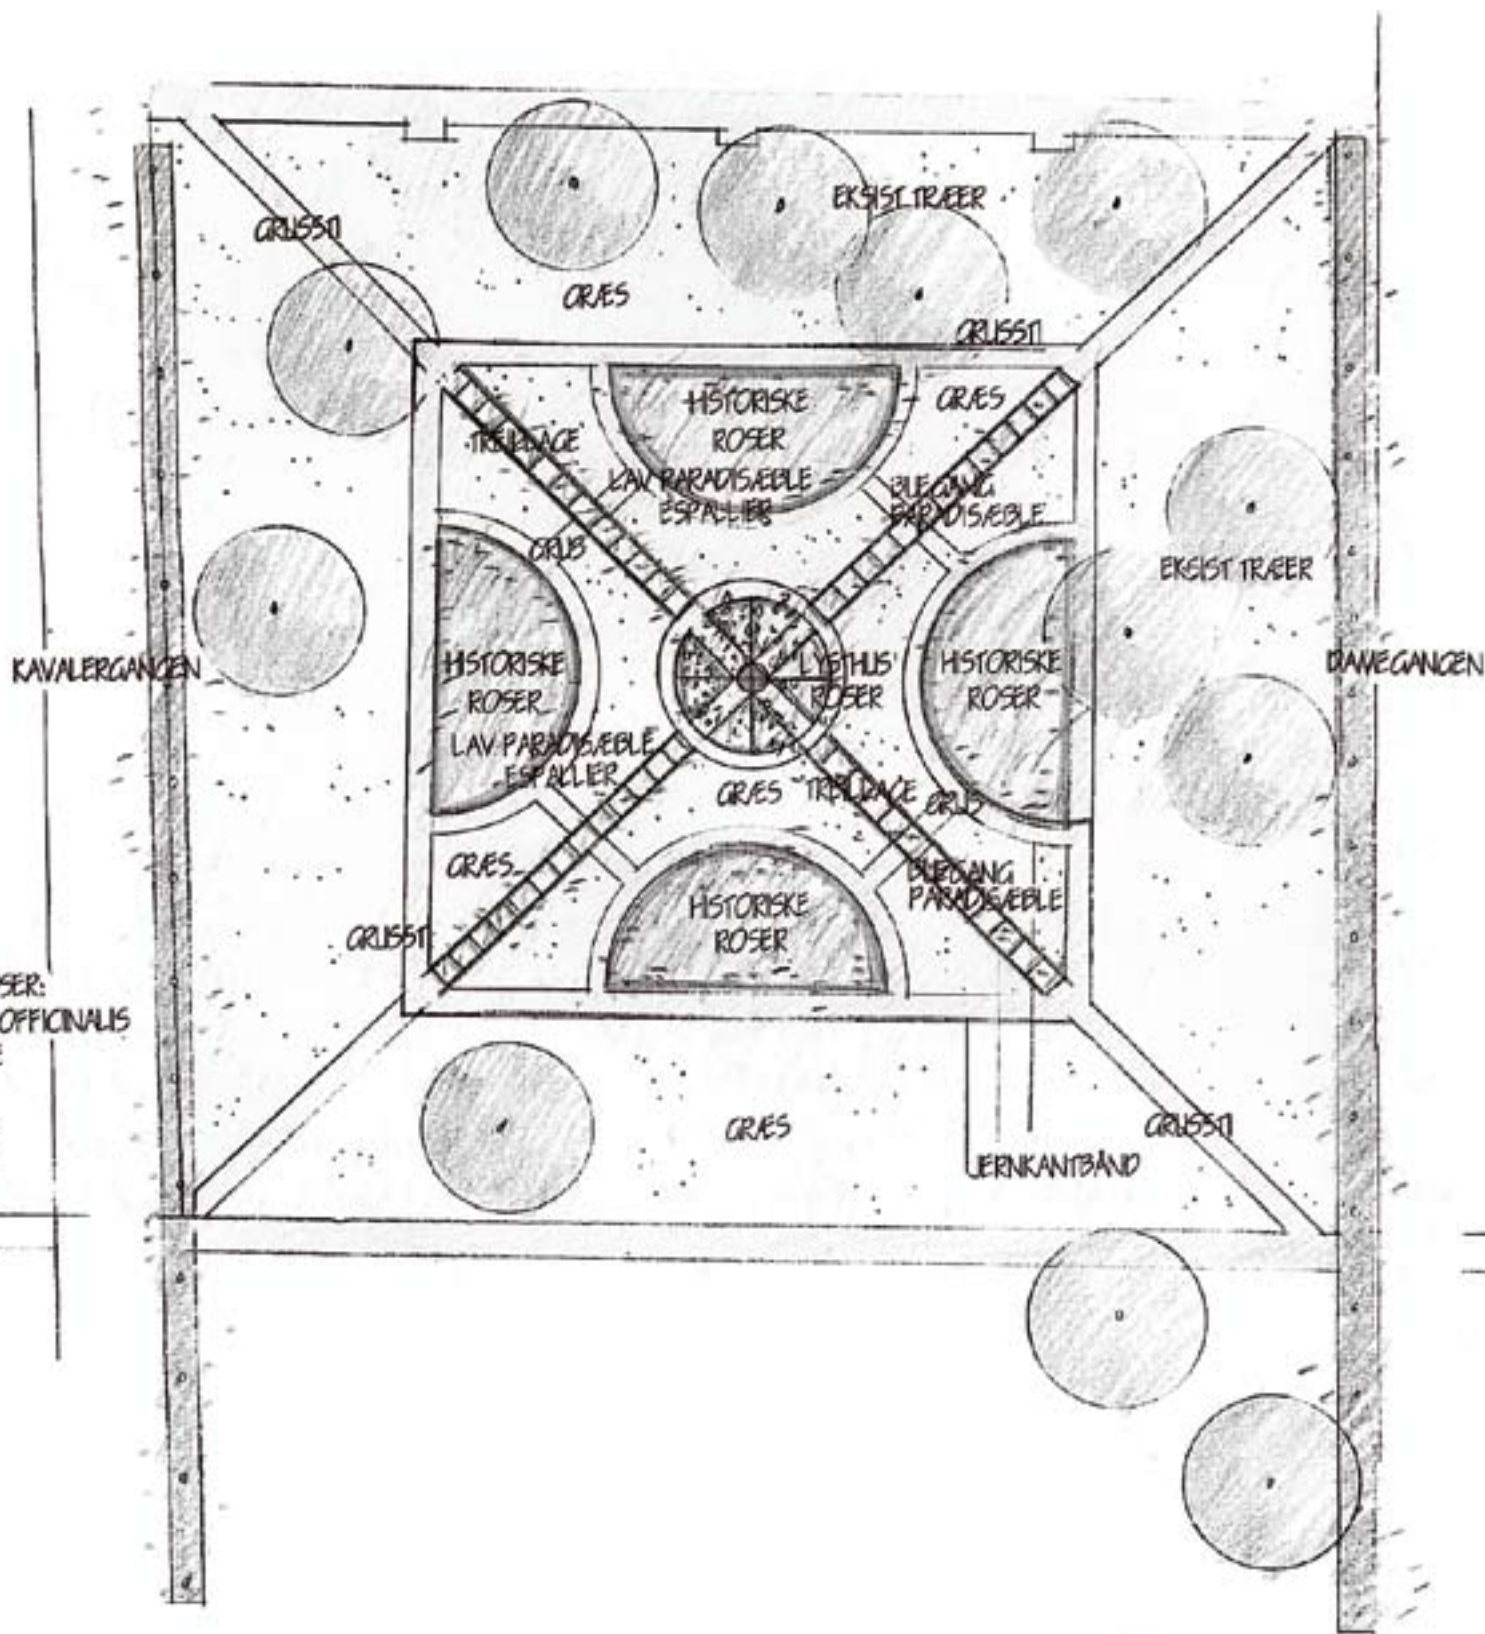 EKSIST. TRÆER
GRUSSTI
GRÆS
GRUSSTI
HISTORISKE
ROSER
GRÆS
TREILLAGE
LAV PARADISÆBLE
ESPALLIER
BUEGANG
PARADISÆBLE
GRUS
EKSIST TRÆER
KAVALERGANGEN
HISTORISKE
ROSER
'LYSTHUS'
ROSER
HISTORISKE
ROSER
DAMEGANGEN
LAV PARADISÆBLE
ESPALLIER
GRÆS
TREILLAGE
GRUS
GRÆS
BUEGANG
PARADISÆBLE
HISTORISKE
ROSER
GRUSSTI
SER:
OFFICINALIS
GRÆS
GRUSSTI
JERNKANTBÅND